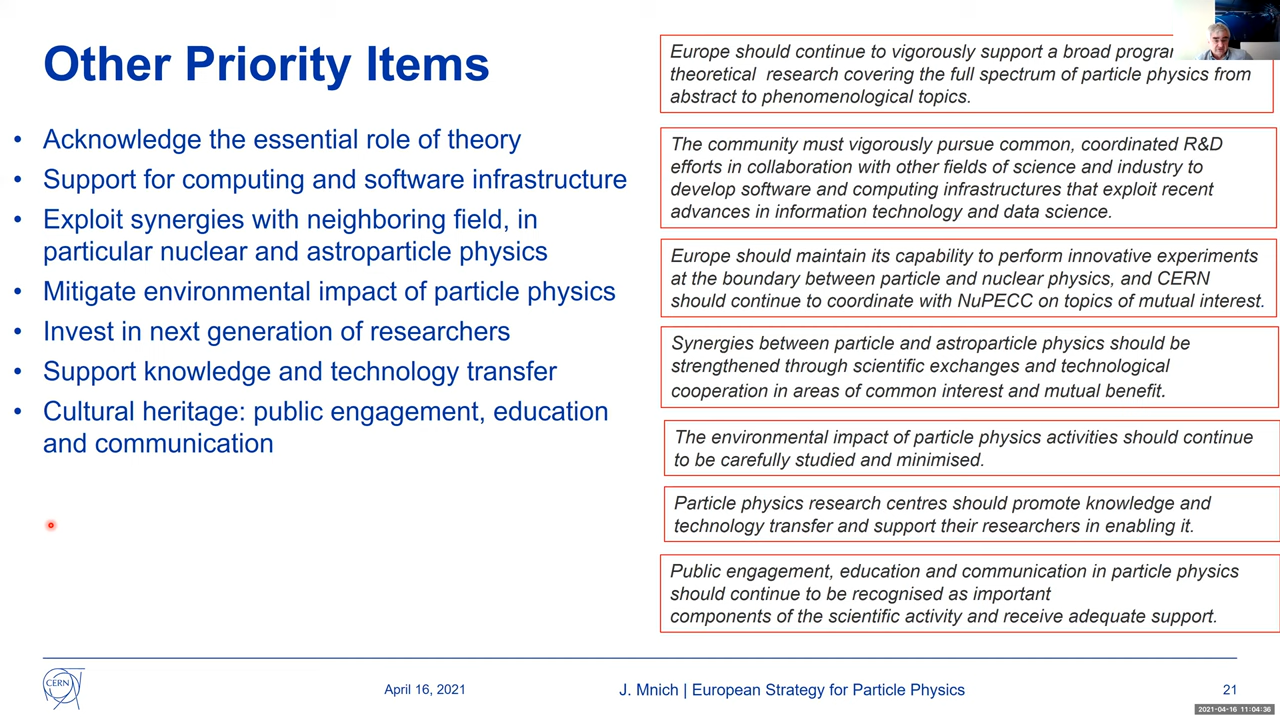 Other Priority Items
• Acknowledge the essential role of theory
• Support for computing and software infrastructure
• Exploit synergies with neighboring field, in
particular nuclear and astroparticle physics
• Mitigate environmental impact of particle physics
• Invest in next generation of researchers
• Support knowledge and technology transfer
• Cultural heritage: public engagement, education
and communication
Europe should continue to vigorously support a broad
theoretical research covering the full spectrum of particle physics from
abstract to phenomenological topics.
The community must vigorously pursue common, coordinated R&D
efforts in collaboration with other fields of science and industry to
develop software and computing infrastructures that exploit recent
advances in information technology and data science.
Europe should maintain its capability to perform innovative experiments
at the boundary between particle and nuclear physics, and CERN
should continue to coordinate with NuPECC on topics of mutual interest.
Synergies between particle and astroparticle physics should be
strengthened through scientific exchanges and technological
cooperation in areas of common interest and mutual benefit.
The environmental impact of particle physics activities should continue
to be carefully studied and minimised.
Particle physics research centres should promote knowledge and
technology transfer and support their researchers in enabling it.
Public engagement, education and communication in particle physics
should continue to be recognised as important
components of the scientific activity and receive adequate support.
CERN
April 16, 2021
J. Mnich | European Strategy for Particle Physics
21
2021-04-16 11:04:36